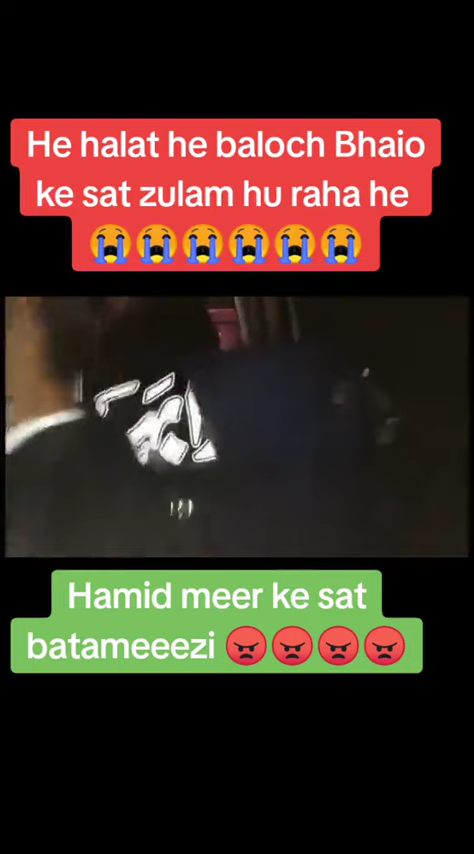 He halat he baloch Bhaio
ke sat zulam hu raha he
😭😭😭😭😭😭
Hamid meer ke sat
batameeezi 😡😡😡😡